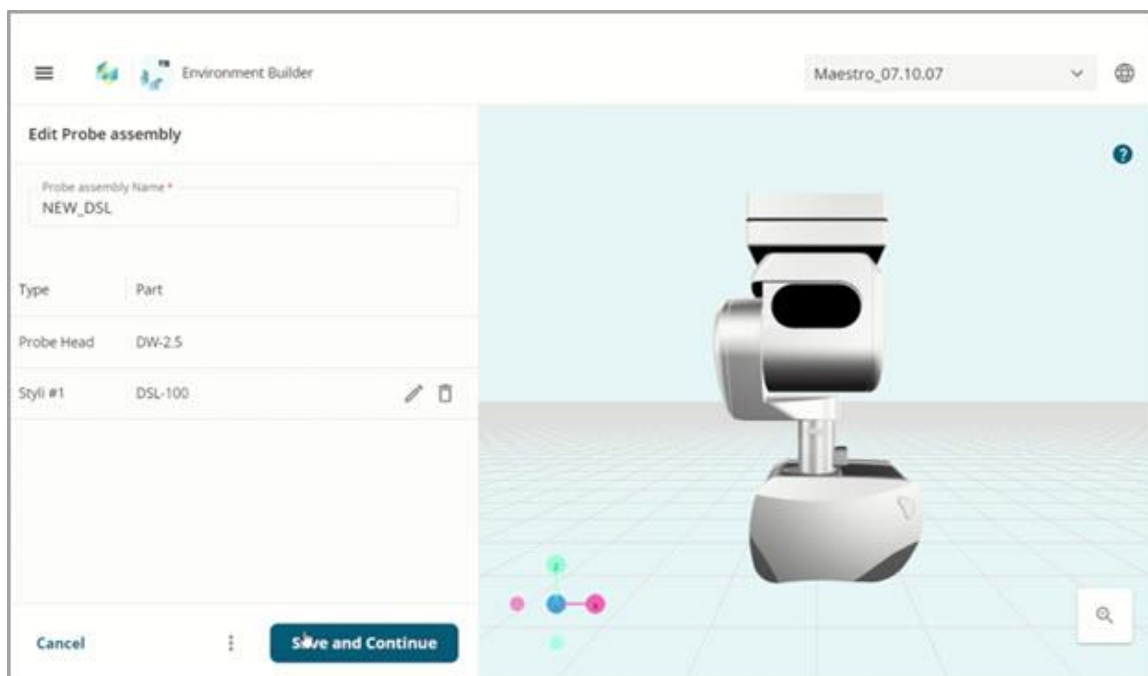 Environment Builder
Maestro_07.10.07
Edit Probe assembly
?
Probe assembly Name *
NEW_DSL
Type Part
Probe Head DW-2.5
Styli #1 DSL-100
Cancel
Save and Continue